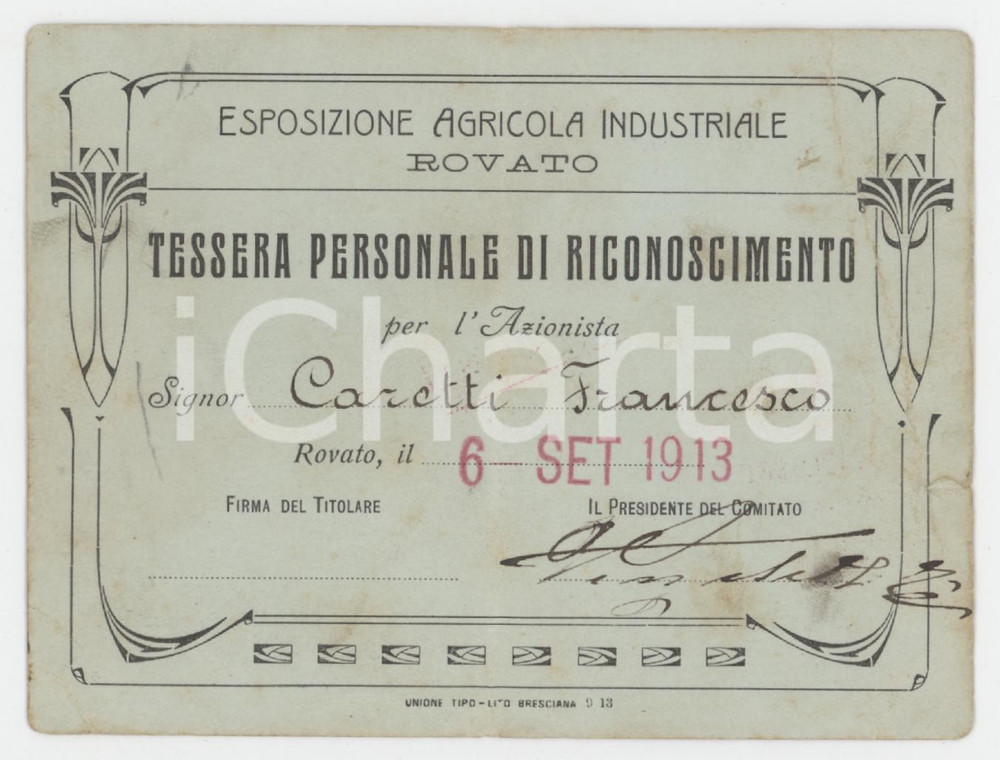 ESPOSIZIONE AGRICOLA INDUSTRIALE
ROVATO
TESSERA PERSONALE DI RICONOSCIMENTO
per l'Azionista
iCharta
Signor Caretti Francesco
Rovato, il 6 - SET 1913
FIRMA DEL TITOLARE IL PRESIDENTE DEL COMITATO
UNIONE TIPO-LITO BRESCIANA 9 13